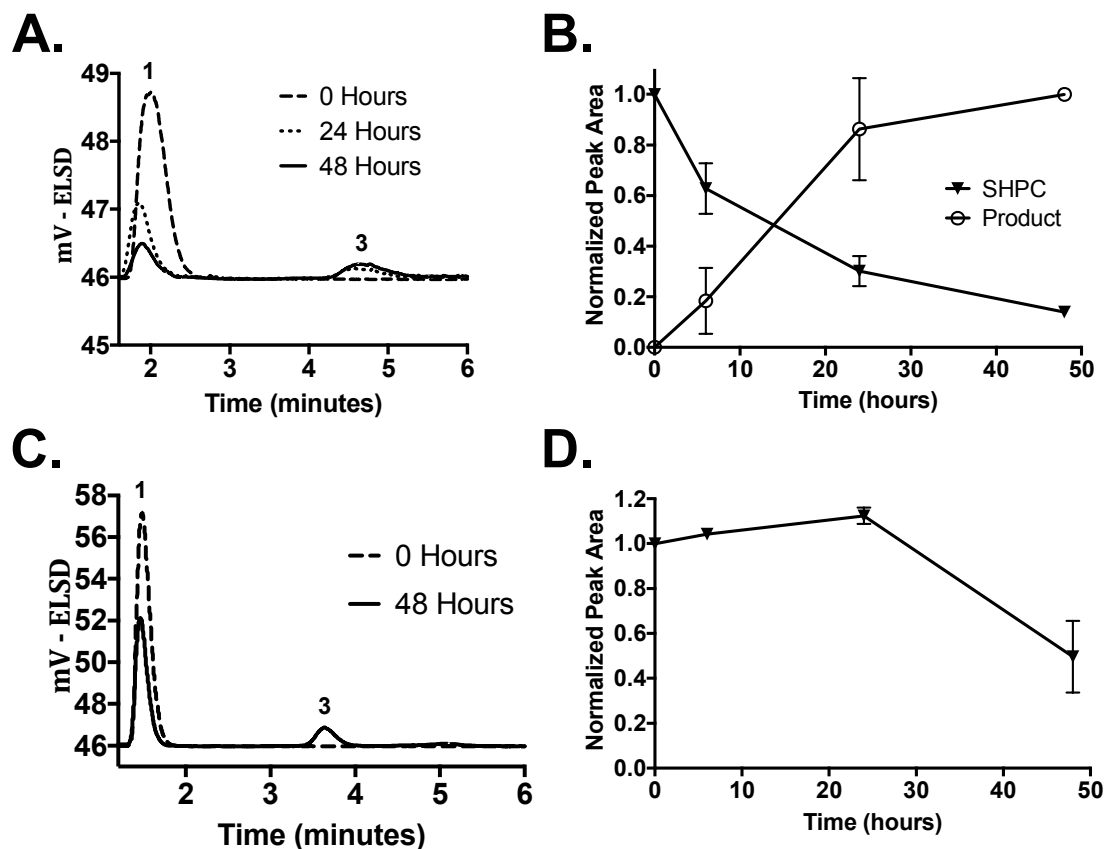 A.
1
49
48
47
46
45
mV - ELSD
0 Hours
24 Hours
48 Hours
3
2 3 4 5 6
Time (minutes)
B.
1.0
0.8
0.6
0.4
0.2
0.0
Normalized Peak Area
SHPC
Product
0 10 20 30 40 50
Time (hours)
C.
1
58
56
54
52
50
48
46
mV - ELSD
0 Hours
48 Hours
3
2 3 4 5 6
Time (minutes)
D.
1.2
1.0
0.8
0.6
0.4
0.2
0.0
Normalized Peak Area
0 10 20 30 40 50
Time (hours)